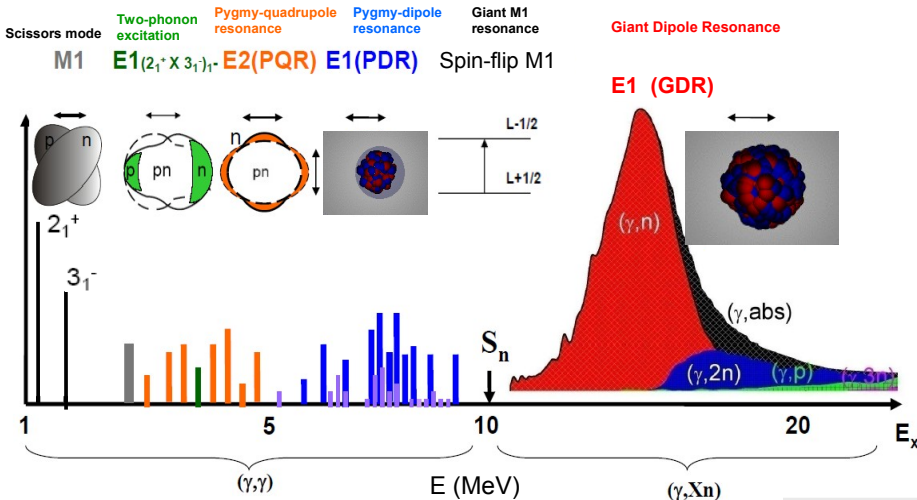 Scissors mode
M1
Two-phonon
excitation
E1(2₁⁺ X 3₁⁻)₁-
Pygmy-quadrupole
resonance
E2(PQR)
Pygmy-dipole
resonance
E1(PDR)
Giant M1
resonance
Spin-flip M1
Giant Dipole Resonance
E1 (GDR)
p n
p pn n
n
pn
L-1/2
L+1/2
2₁⁺
3₁⁻
(γ,n)
(γ,abs)
(γ,2n)
(γ,p)
(γ,3n)
Sₙ
1 5 10 20 Eₓ
(γ,γ)
E (MeV)
(γ,Xn)